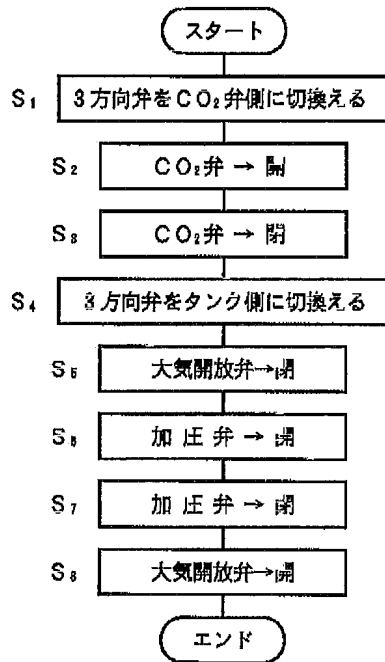 スタート
S₁ 3方向弁をCO₂弁側に切換える
S₂ CO₂弁 → 開
S₃ CO₂弁 → 閉
S₄ 3方向弁をタンク側に切換える
S₅ 大気開放弁→閉
S₆ 加圧弁 → 開
S₇ 加圧弁 → 閉
S₈ 大気開放弁→開
エンド